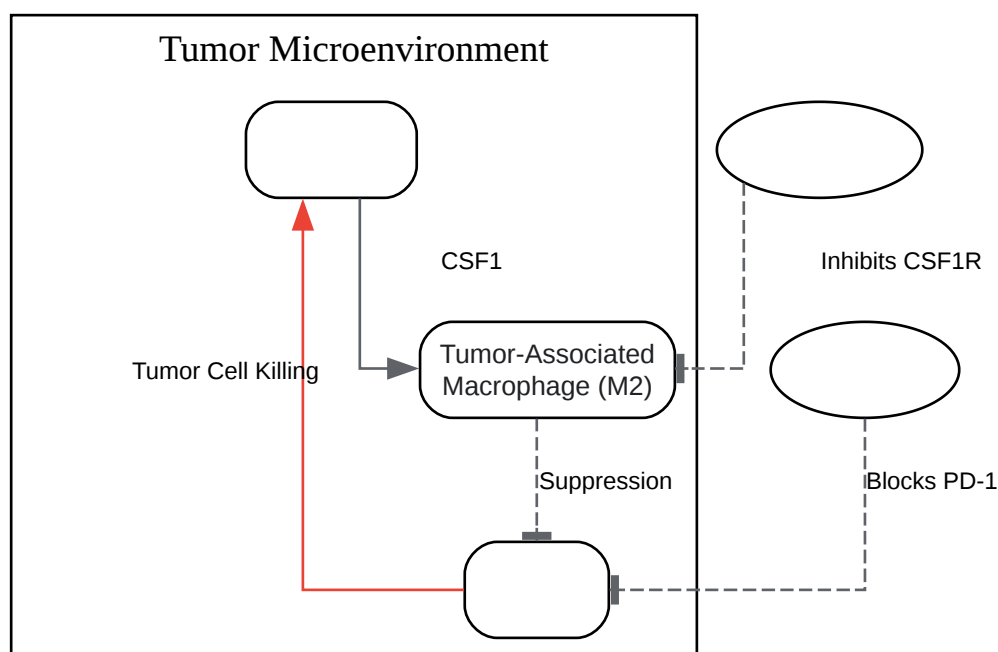 Tumor Microenvironment
CSF1
Inhibits CSF1R
Tumor-Associated
Macrophage (M2)
Tumor Cell Killing
Suppression
Blocks PD-1